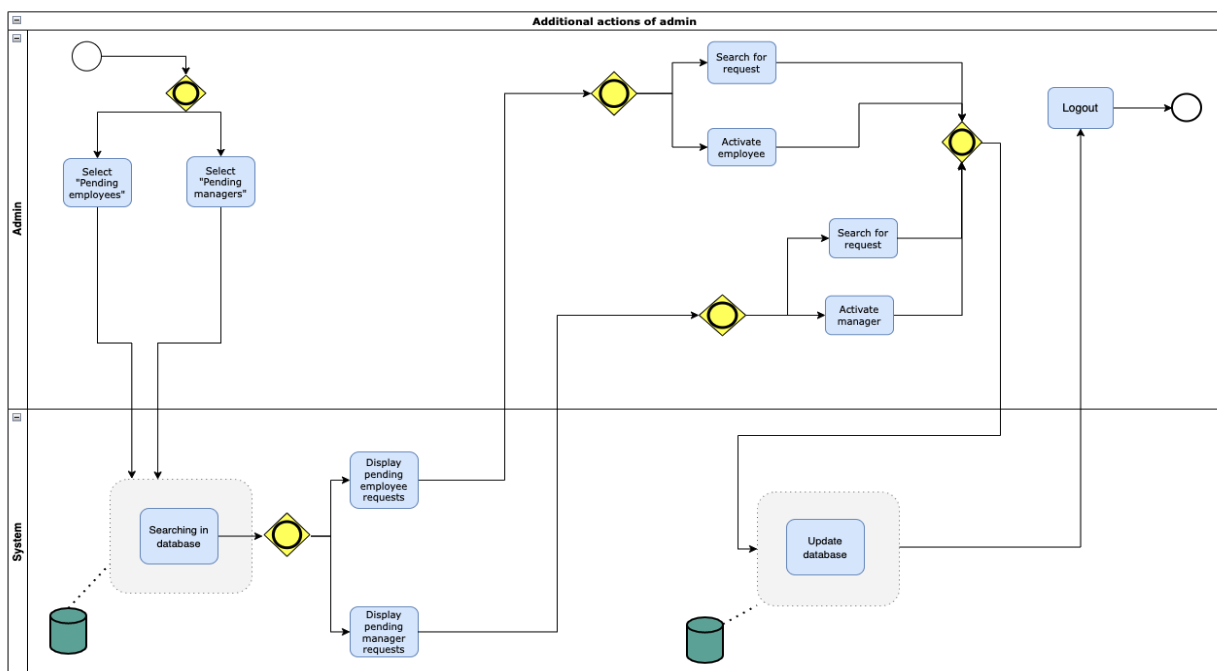 Additional actions of admin
Admin
Select
"Pending
employees"
Select
"Pending
managers"
Search for
request
Activate
employee
Search for
request
Activate
manager
Logout
System
Searching in
database
Display
pending
employee
requests
Display
pending
manager
requests
Update
database